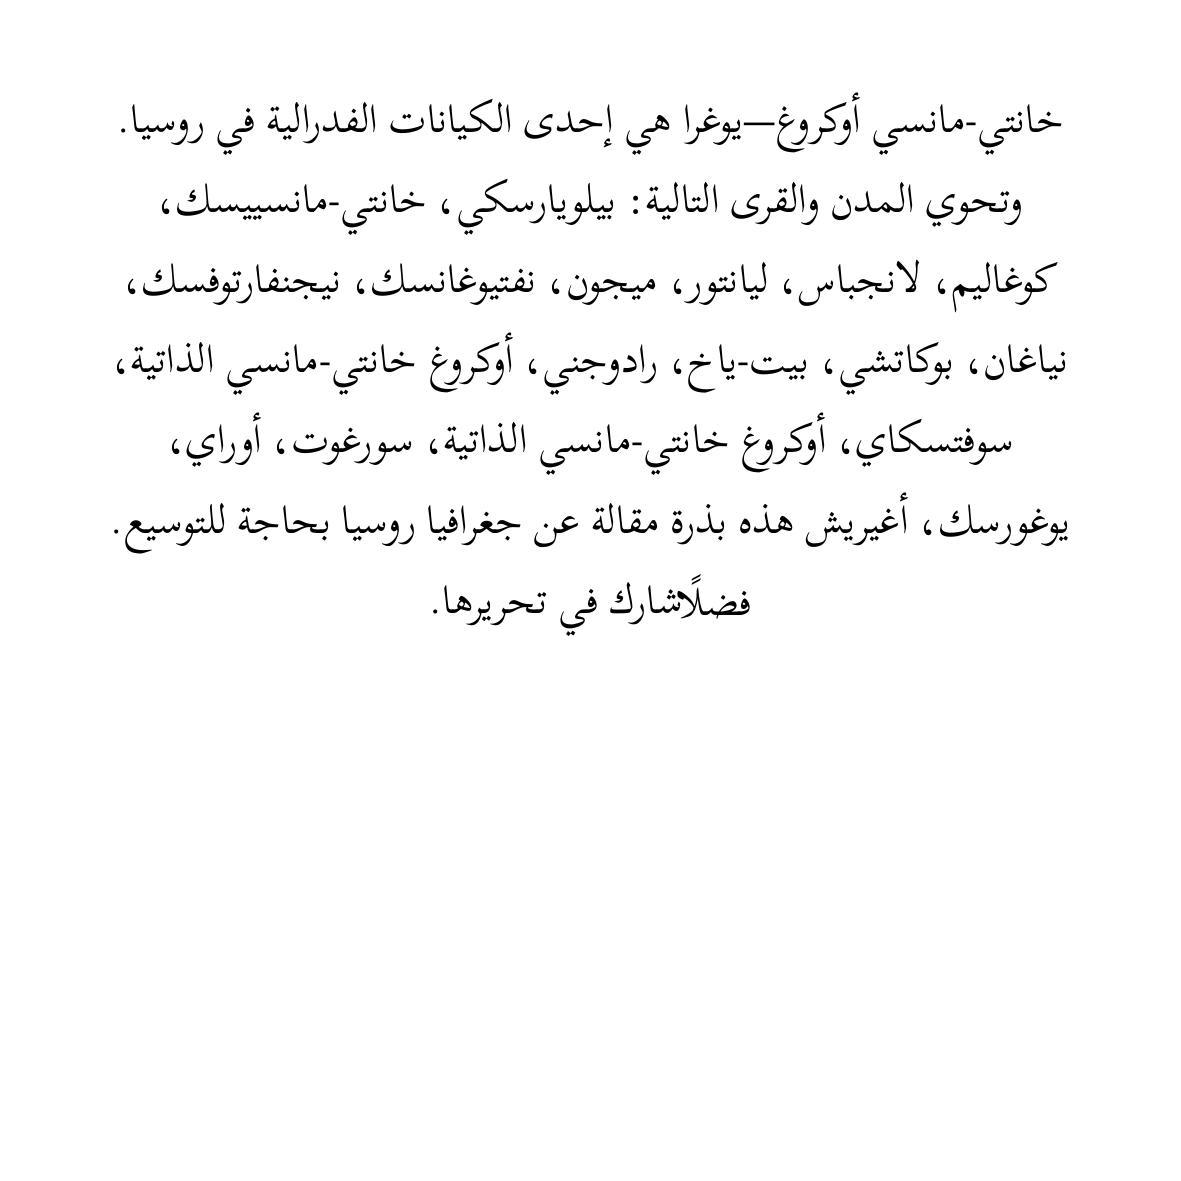 خانتي-مانسي أوكروغ—يوغرا هي إحدى الكيانات الفدرالية في روسيا.
وتحوي المدن والقرى التالية: بيلويارسكي، خانتي-مانسييسك،
كوغاليم، لانجباس، ليانتور، ميجون، نفتيوغانسك، نيجنفارتوفسك،
نياغان، بوكاتشي، بيت-ياخ، رادوجني، أوكروغ خانتي-مانسي الذاتية،
سوفتسكاي، أوكروغ خانتي-مانسي الذاتية، سورغوت، أوراي،
يوغورسك، أغيريش هذه بذرة مقالة عن جغرافيا روسيا بحاجة للتوسيع.
فضلًاشارك في تحريرها.